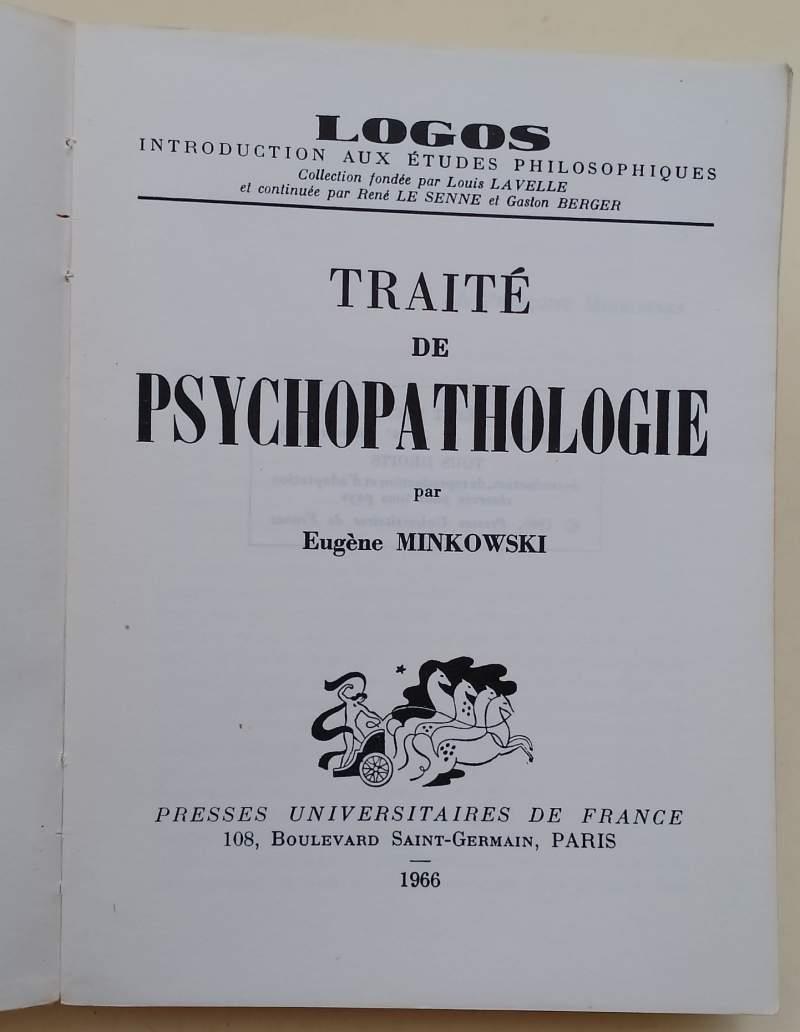 LOGOS
INTRODUCTION AUX ÉTUDES PHILOSOPHIQUES
Collection fondée par Louis LAVELLE
et continuée par René LE SENNE et Gaston BERGER
TRAITÉ
DE
PSYCHOPATHOLOGIE
par
Eugène MINKOWSKI
PRESSES UNIVERSITAIRES DE FRANCE
108, BOULEVARD SAINT-GERMAIN, PARIS
1966